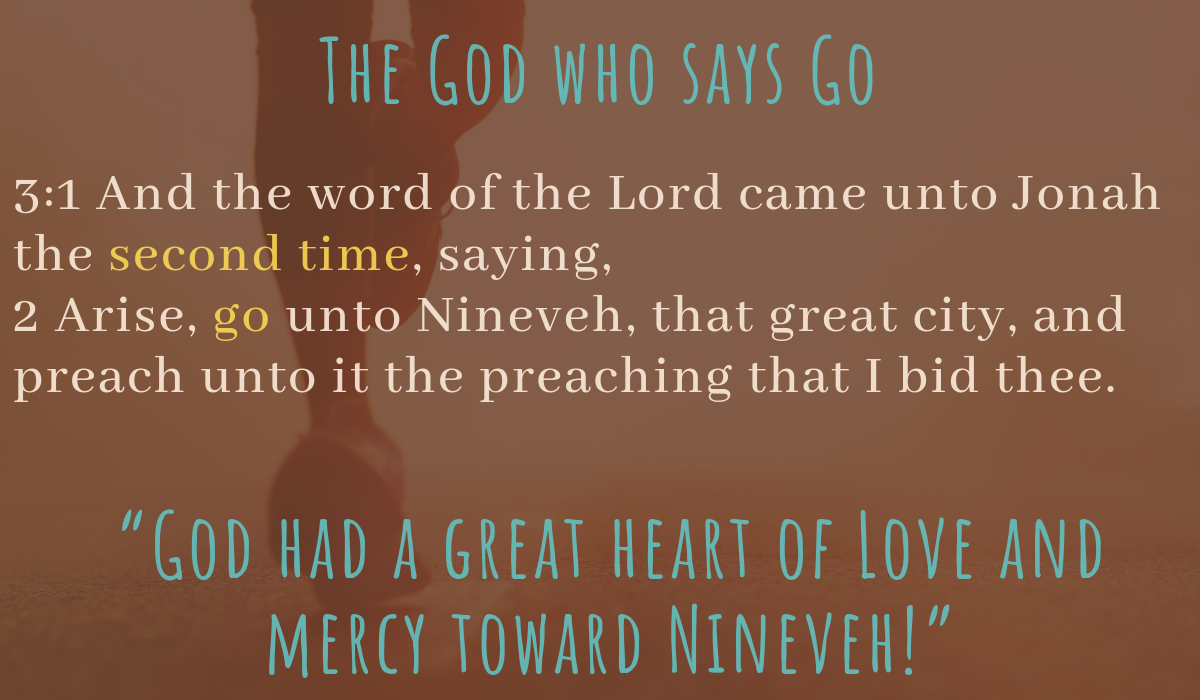 The God who says Go
3:1 And the word of the Lord came unto Jonah
the second time, saying,
2 Arise, go unto Nineveh, that great city, and
preach unto it the preaching that I bid thee.
“God had a great heart of Love and
mercy toward Nineveh!”